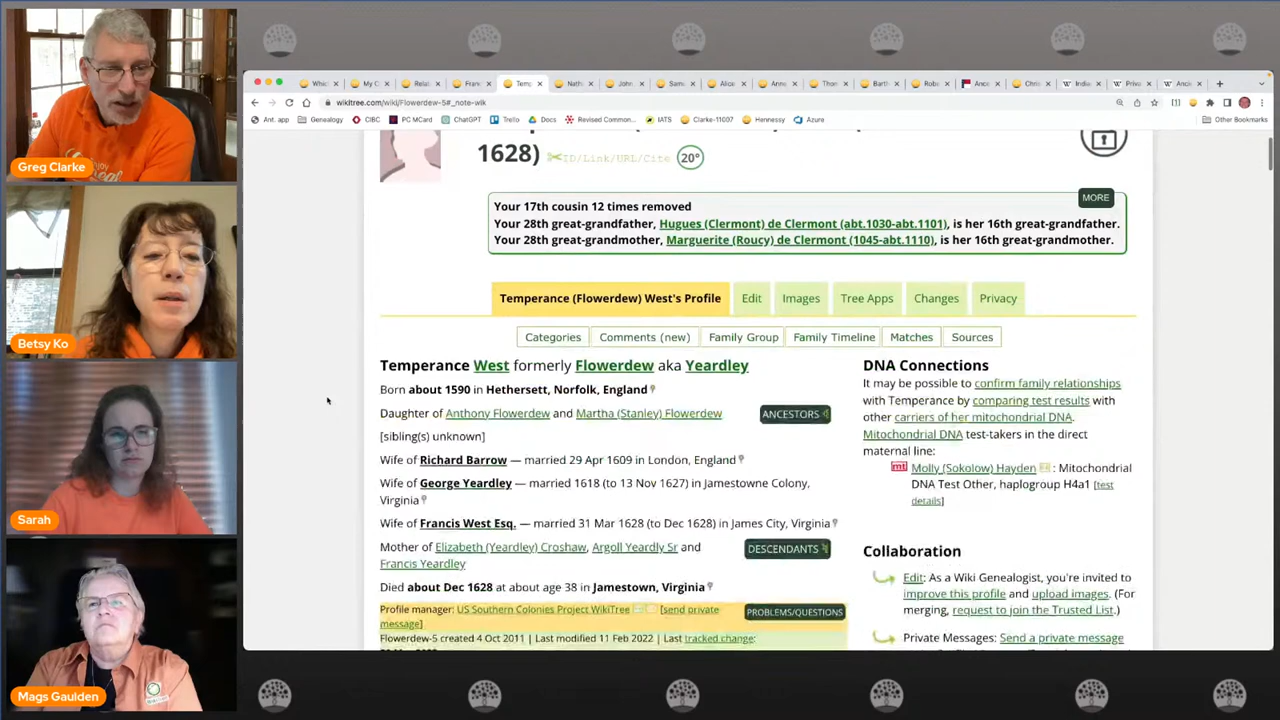 Greg Clarke
Betsy Ko
Sarah
Mags Gaulden
wikitree.com/wiki/Flowerdew-5#_note-wik
Ant. app
Genealogy
CIBC
PC MCard
ChatGPT
Trello
Docs
Revised Common...
IATS
Clarke-11007
Hennessy
Azure
Other Bookmarks
1628)
ID/Link/URL/Cite
20°
MORE
Your 17th cousin 12 times removed
Your 28th great-grandfather, Hugues (Clermont) de Clermont (abt.1030-abt.1101), is her 16th great-grandfather.
Your 28th great-grandmother, Marguerite (Roucy) de Clermont (1045-abt.1110), is her 16th great-grandmother.
Temperance (Flowerdew) West's Profile
Edit
Images
Tree Apps
Changes
Privacy
Categories
Comments (new)
Family Group
Family Timeline
Matches
Sources
Temperance West formerly Flowerdew aka Yeardley
Born about 1590 in Hethersett, Norfolk, England
Daughter of Anthony Flowerdew and Martha (Stanley) Flowerdew
ANCESTORS
[sibling(s) unknown]
Wife of Richard Barrow — married 29 Apr 1609 in London, England
Wife of George Yeardley — married 1618 (to 13 Nov 1627) in Jamestowne Colony,
Virginia
Wife of Francis West Esq. — married 31 Mar 1628 (to Dec 1628) in James City, Virginia
Mother of Elizabeth (Yeardley) Croshaw, Argoll Yeardly Sr and
Francis Yeardley
DESCENDANTS
Died about Dec 1628 at about age 38 in Jamestown, Virginia
Profile manager: US Southern Colonies Project WikiTree [send private
message]
PROBLEMS/QUESTIONS
Flowerdew-5 created 4 Oct 2011 | Last modified 11 Feb 2022 | Last tracked change:
DNA Connections
It may be possible to confirm family relationships
with Temperance by comparing test results with
other carriers of her mitochondrial DNA.
Mitochondrial DNA test-takers in the direct
maternal line:
mt Molly (Sokolow) Hayden : Mitochondrial
DNA Test Other, haplogroup H4a1 [test
details]
Collaboration
Edit: As a Wiki Genealogist, you're invited to
improve this profile and upload images. (For
merging, request to join the Trusted List.)
Private Messages: Send a private message